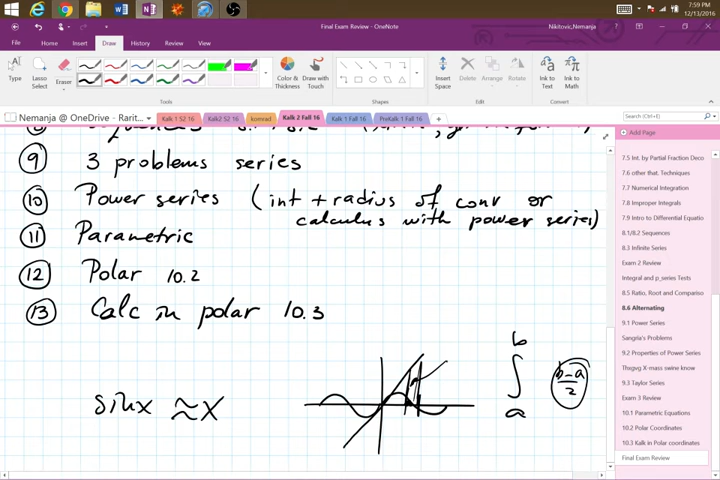 7:59 PM
12/13/2016
Final Exam Review - OneNote
Nikitovic,Nemanja
File Home Insert Draw History Review View
Type
Lasso Select
Eraser
Color & Thickness
Draw with Touch
Insert Space
Delete
Arrange
Rotate
Ink to Text
Ink to Math
Tools
Shapes
Edit
Convert
Nemanja @ OneDrive - Rarit...
Kalk 1 S2 16
Kalk2 S2 16
komrad
Kalk 2 Fall 16
Kalk 1 Fall 16
PreKalk 1 Fall 16
Search (Ctrl+E)
Add Page
7.5 Int. by Partial Fraction Deco
7.6 other that. Techniques
7.7 Numerical Integration
7.8 Improper Integrals
7.9 Intro to Differential Equatio
8.1/8.2 Sequences
8.3 Infinite Series
Exam 2 Review
Integral and p_series Tests
8.5 Ratio, Root and Compariso
8.6 Alternating
9.1 Power Series
Sangria's Problems
9.2 Properties of Power Series
Thxgvg X-mass swine know
9.3 Taylor Series
Exam 3 Review
10.1 Parametric Equations
10.2 Polar Coordinates
10.3 Kalk in Polar coordinates
Final Exam Review
9 3 problems series
10 Power series (int + radius of conv or
calculus with power series)
11 Parametric
12 Polar 10.2
13 Calc in polar 10.3
sinx ≈ x
∫ b a
b-a
2